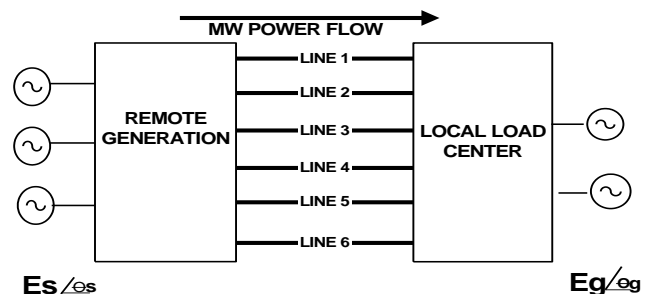 MW POWER FLOW
LINE 1
LINE 2
LINE 3
LINE 4
LINE 5
LINE 6
REMOTE
GENERATION
LOCAL LOAD
CENTER
Es/Θs
Eg/Θg